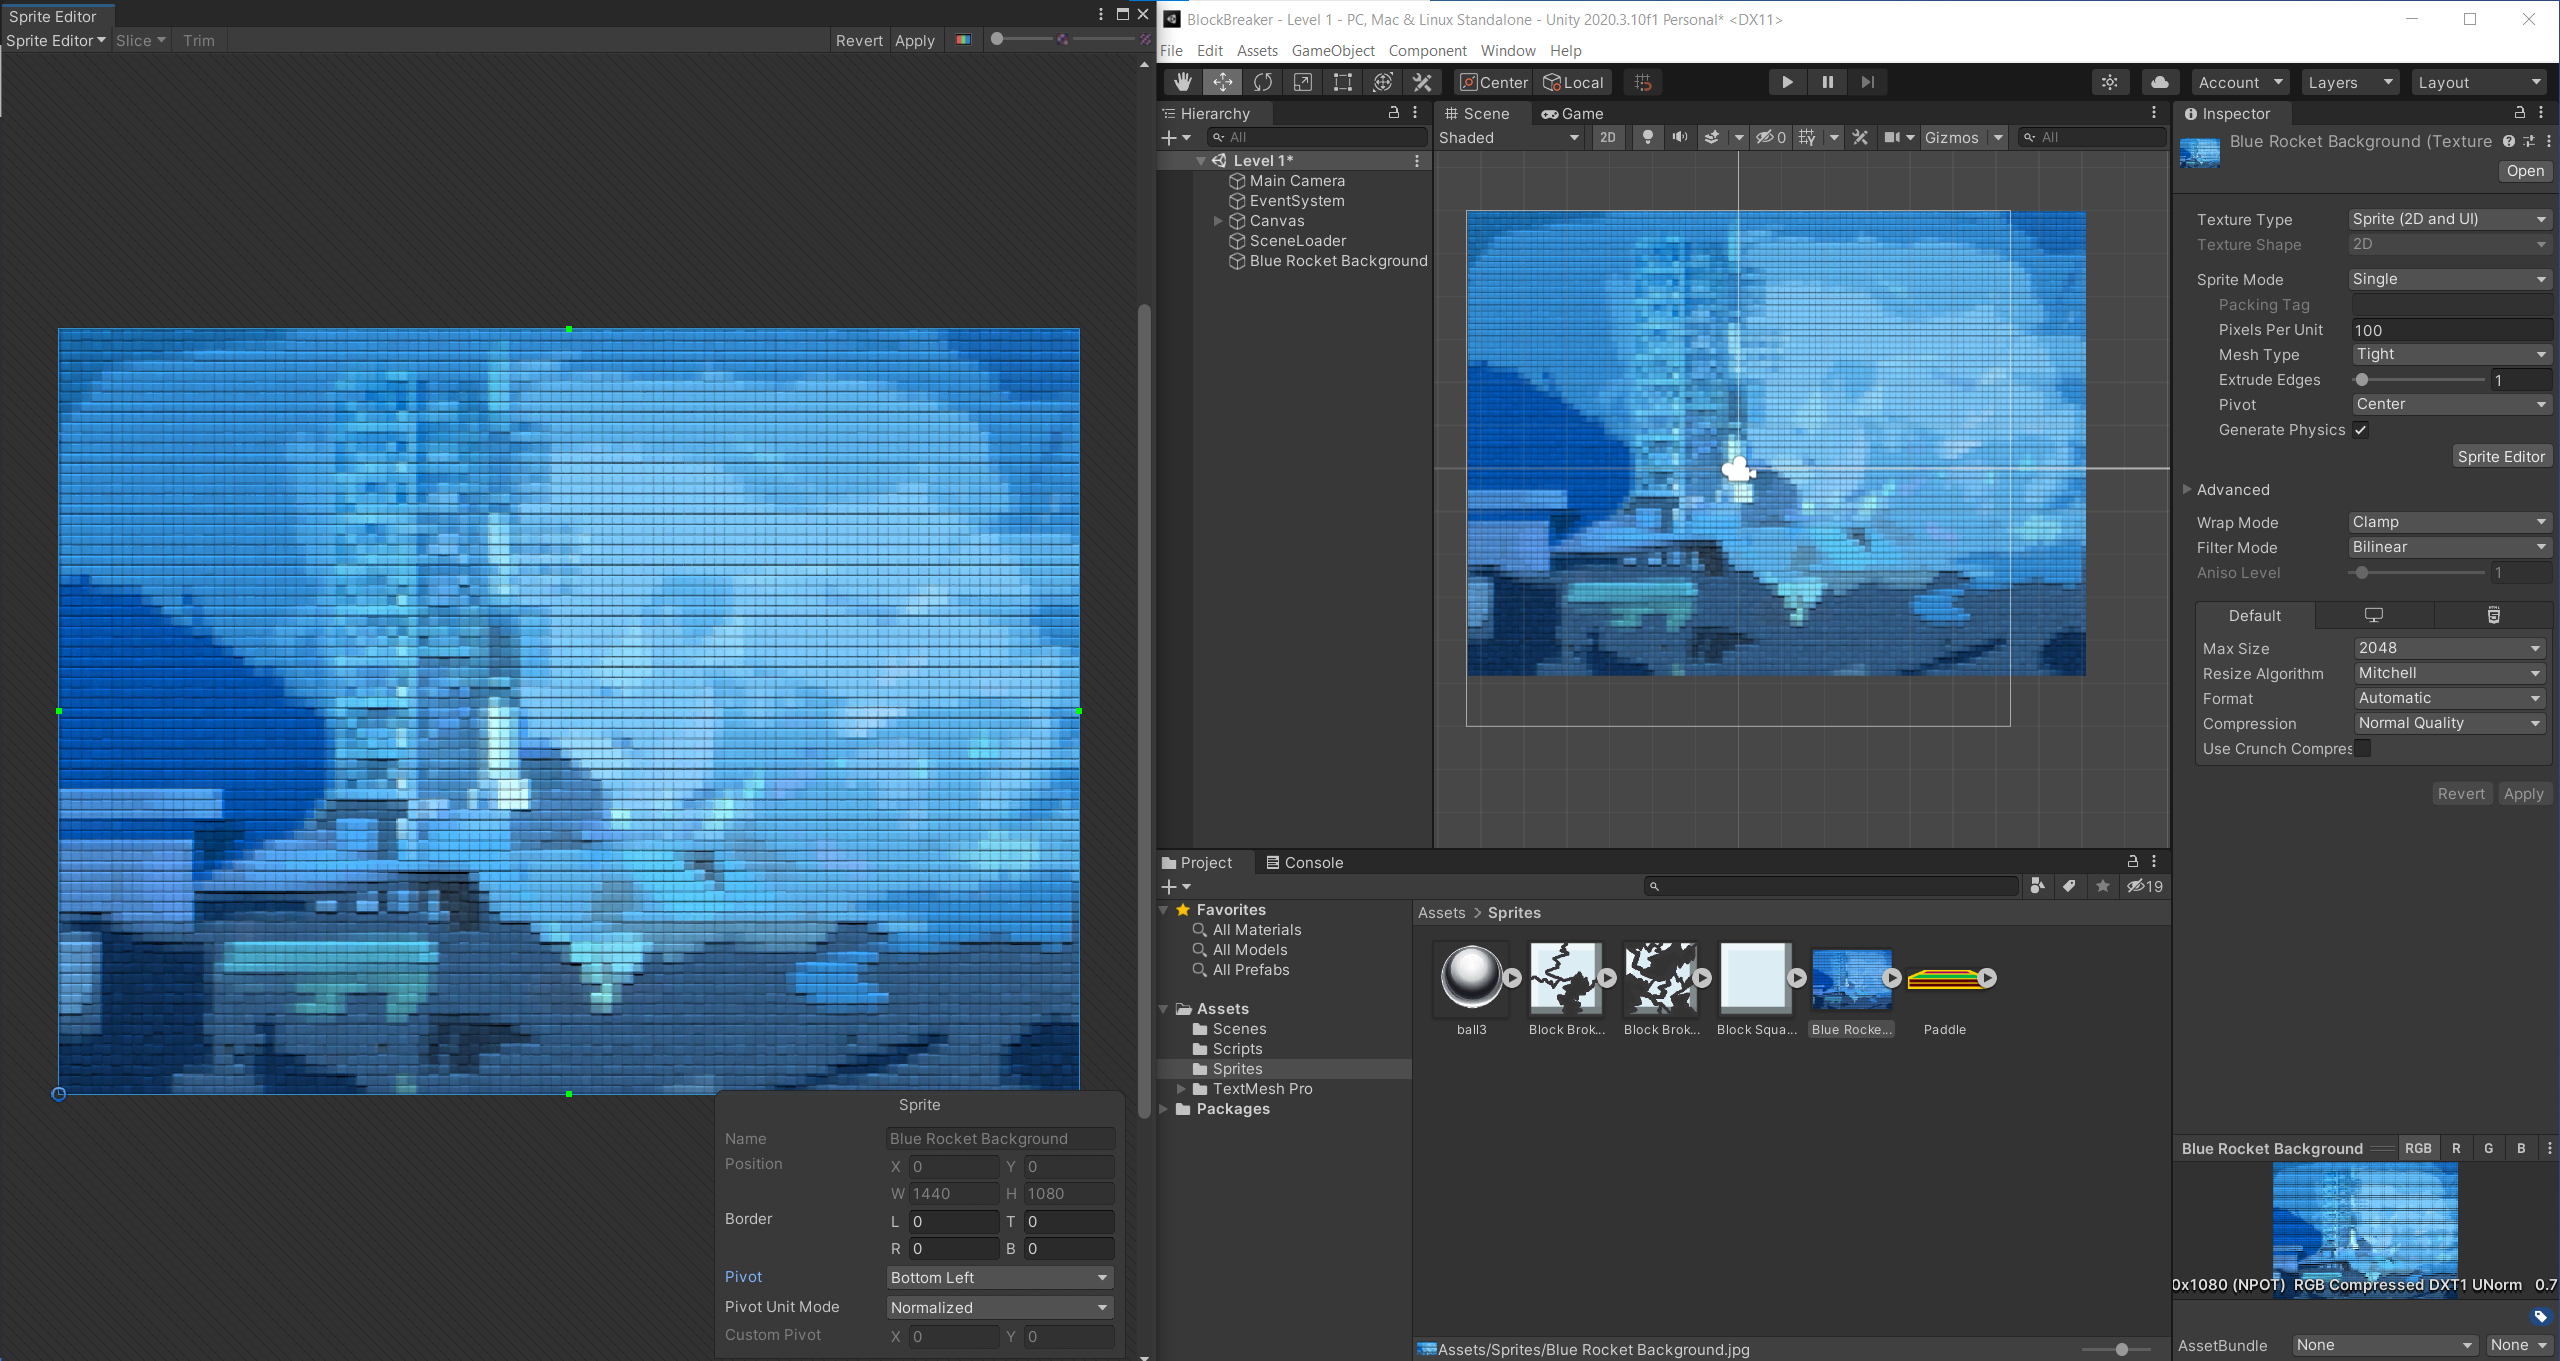 Sprite Editor
Sprite Editor Slice Trim Revert Apply
Sprite
Name Blue Rocket Background
Position X 0 Y 0
W 1440 H 1080
Border L 0 T 0
R 0 B 0
Pivot Bottom Left
Pivot Unit Mode Normalized
Custom Pivot X 0 Y 0
BlockBreaker - Level 1 - PC, Mac & Linux Standalone - Unity 2020.3.10f1 Personal* <DX11>
File Edit Assets GameObject Component Window Help
Center Local Account Layers Layout
Hierarchy
All
Level 1*
Main Camera
EventSystem
Canvas
SceneLoader
Blue Rocket Background
Scene Game
Shaded 2D 0 Gizmos All
Project Console
19
Favorites
All Materials
All Models
All Prefabs
Assets
Scenes
Scripts
Sprites
TextMesh Pro
Packages
Assets > Sprites
ball3 Block Brok... Block Brok... Block Squa... Blue Rocke... Paddle
Assets/Sprites/Blue Rocket Background.jpg
Inspector
Blue Rocket Background (Texture
Open
Texture Type Sprite (2D and UI)
Texture Shape 2D
Sprite Mode Single
Packing Tag
Pixels Per Unit 100
Mesh Type Tight
Extrude Edges 1
Pivot Center
Generate Physics
Sprite Editor
Advanced
Wrap Mode Clamp
Filter Mode Bilinear
Aniso Level 1
Default
Max Size 2048
Resize Algorithm Mitchell
Format Automatic
Compression Normal Quality
Use Crunch Compres
Revert Apply
Blue Rocket Background RGB R G B
0x1080 (NPOT) RGB Compressed DXT1 UNorm 0.7
AssetBundle None None